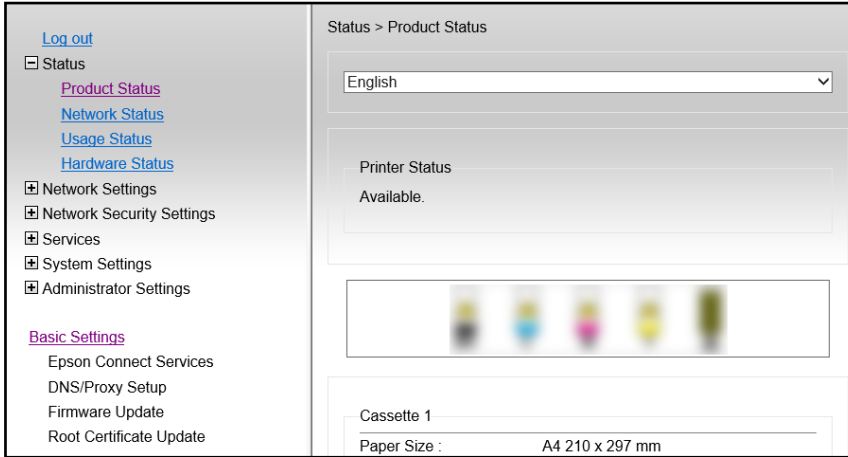 Log out
Status
Product Status
Network Status
Usage Status
Hardware Status
Network Settings
Network Security Settings
Services
System Settings
Administrator Settings
Basic Settings
Epson Connect Services
DNS/Proxy Setup
Firmware Update
Root Certificate Update
Status > Product Status
English
Printer Status
Available.
Cassette 1
Paper Size : A4 210 x 297 mm